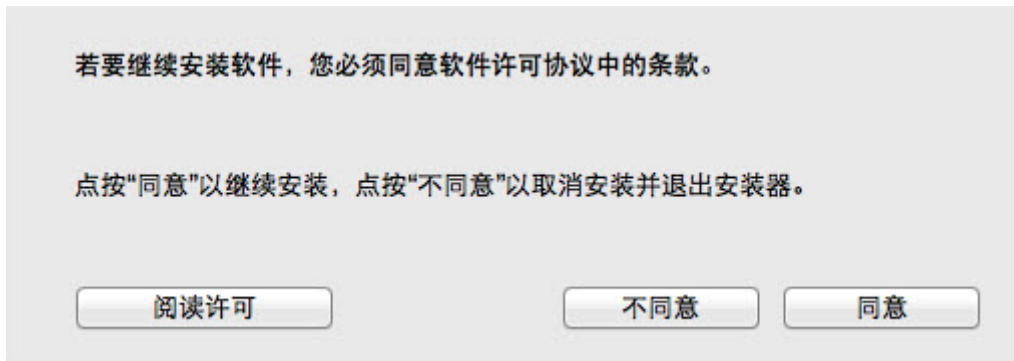 若要继续安装软件，您必须同意软件许可协议中的条款。
点按“同意”以继续安装，点按“不同意”以取消安装并退出安装器。
阅读许可
不同意
同意